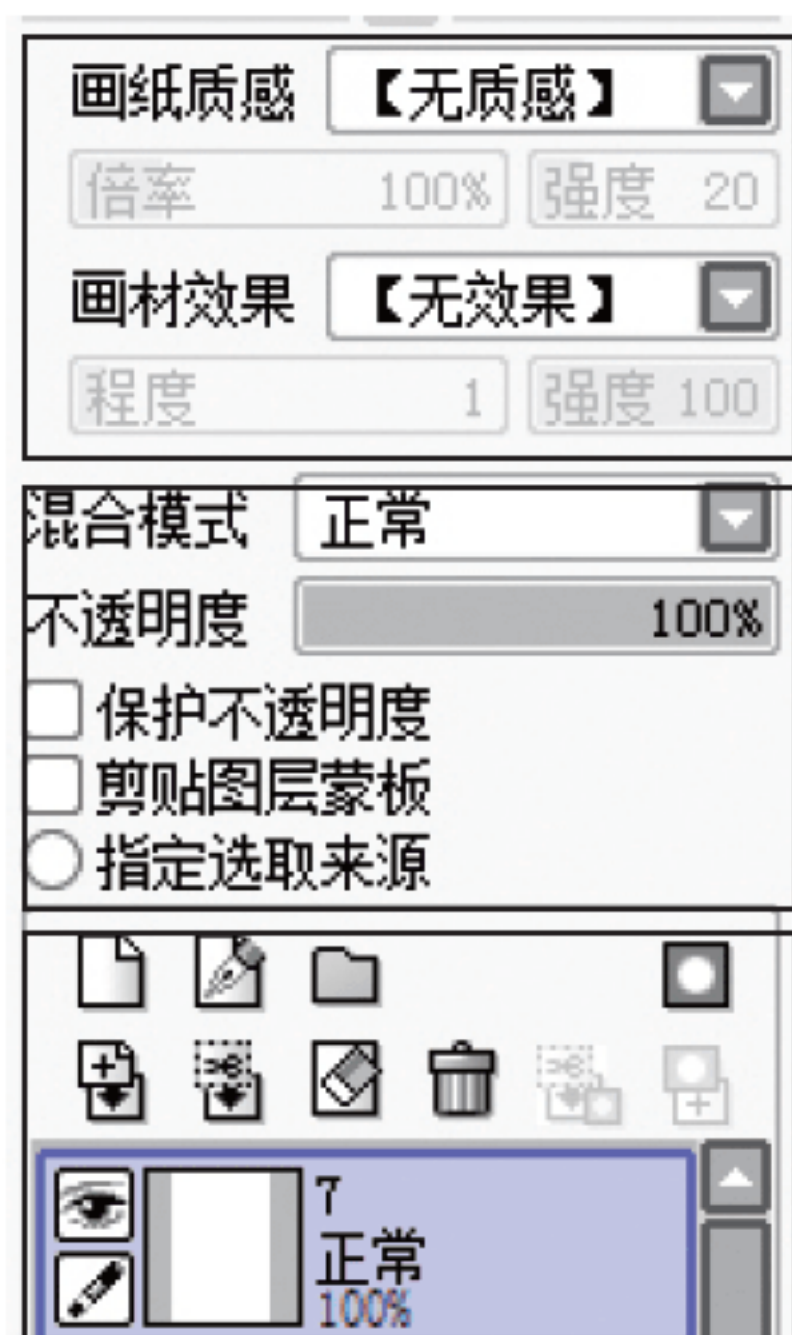 画纸质感 【无质感】
倍率 100% 强度 20
画材效果 【无效果】
程度 1 强度 100
混合模式 正常
不透明度 100%
保护不透明度
剪贴图层蒙板
指定选取来源
7
正常
100%